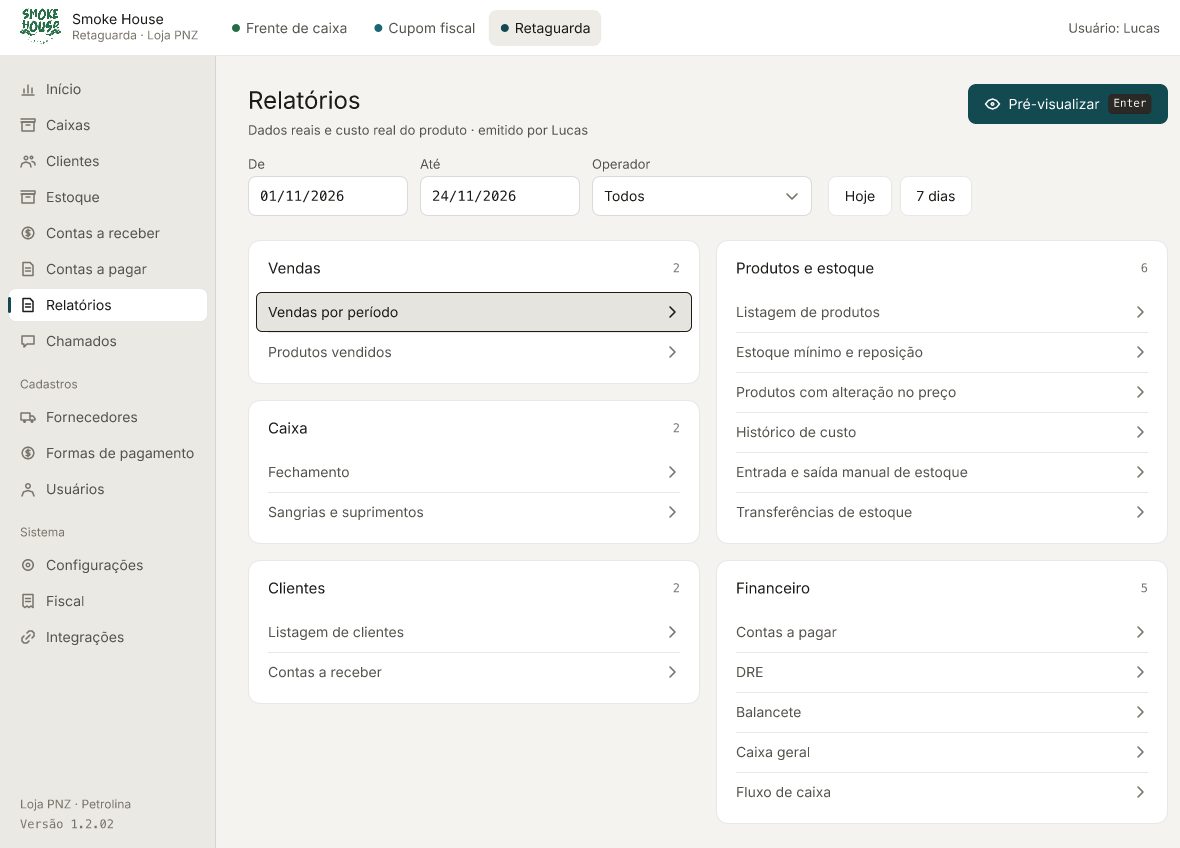 SMOKE
HOUSE
Smoke House
Retaguarda · Loja PNZ
Frente de caixa
Cupom fiscal
Retaguarda
Usuário: Lucas
Início
Caixas
Clientes
Estoque
Contas a receber
Contas a pagar
Relatórios
Chamados
Cadastros
Fornecedores
Formas de pagamento
Usuários
Sistema
Configurações
Fiscal
Integrações
Loja PNZ · Petrolina
Versão 1.2.02
Relatórios
Dados reais e custo real do produto · emitido por Lucas
Pré-visualizar Enter
De
Até
Operador
01/11/2026
24/11/2026
Todos
Hoje
7 dias
Vendas 2
Vendas por período
Produtos vendidos
Caixa 2
Fechamento
Sangrias e suprimentos
Clientes 2
Listagem de clientes
Contas a receber
Produtos e estoque 6
Listagem de produtos
Estoque mínimo e reposição
Produtos com alteração no preço
Histórico de custo
Entrada e saída manual de estoque
Transferências de estoque
Financeiro 5
Contas a pagar
DRE
Balancete
Caixa geral
Fluxo de caixa